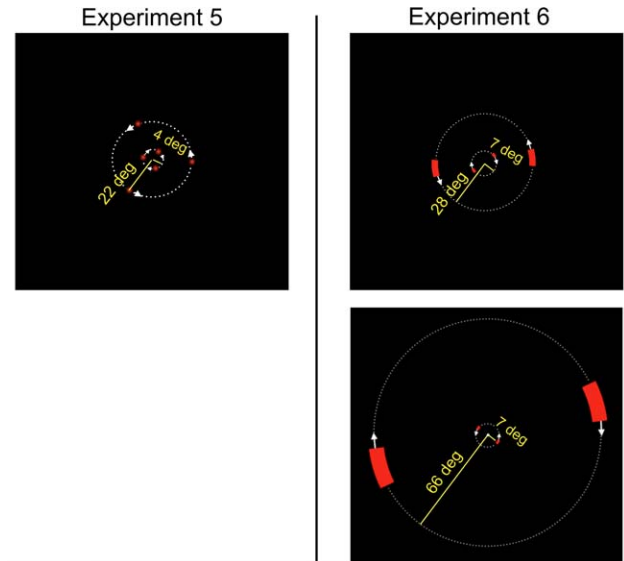 Experiment 5
Experiment 6
4 deg
22 deg
7 deg
28 deg
7 deg
66 deg